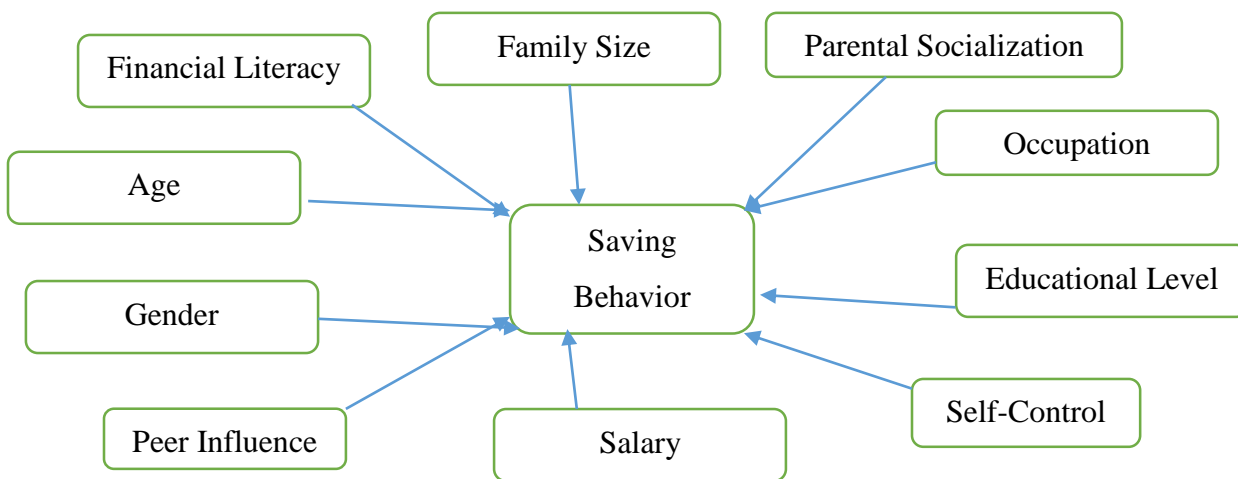 Family Size
Parental Socialization
Financial Literacy
Occupation
Age
Saving
Behavior
Educational Level
Gender
Self-Control
Peer Influence
Salary